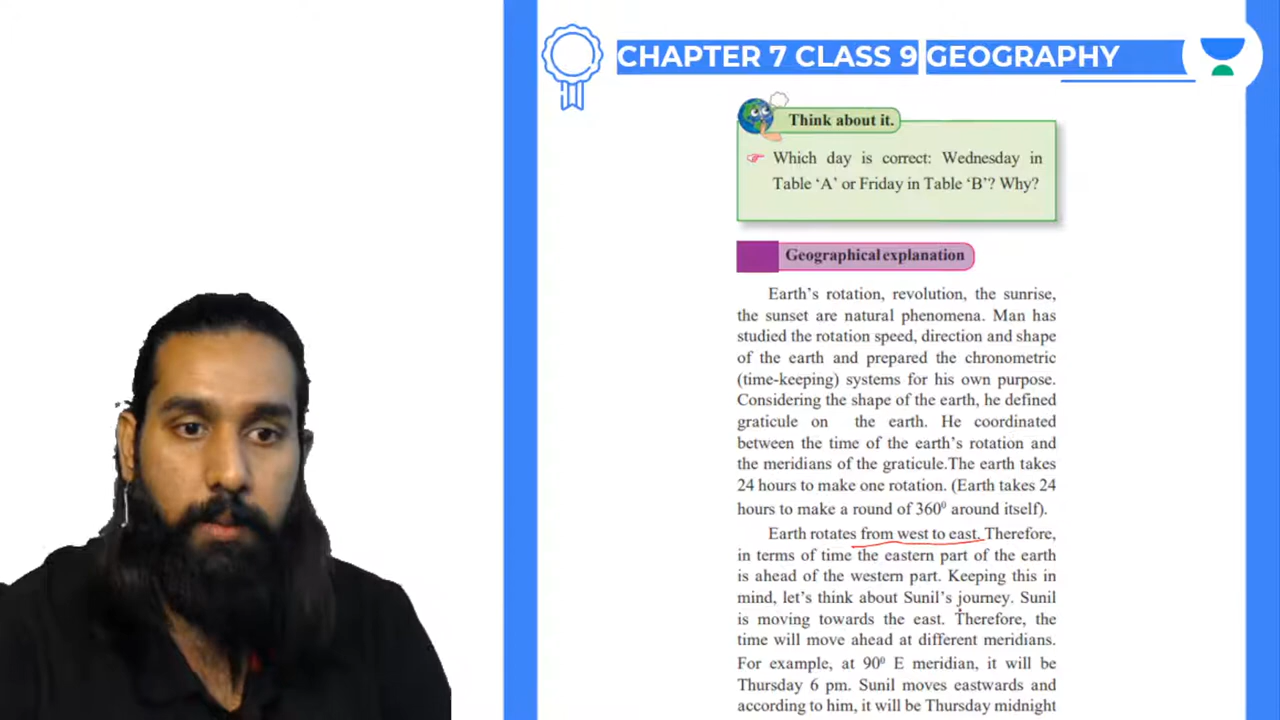 CHAPTER 7 CLASS 9 GEOGRAPHY
Think about it.
Which day is correct: Wednesday in
Table ‘A’ or Friday in Table ‘B’? Why?
Geographical explanation
Earth’s rotation, revolution, the sunrise,
the sunset are natural phenomena. Man has
studied the rotation speed, direction and shape
of the earth and prepared the chronometric
(time-keeping) systems for his own purpose.
Considering the shape of the earth, he defined
graticule on the earth. He coordinated
between the time of the earth’s rotation and
the meridians of the graticule.The earth takes
24 hours to make one rotation. (Earth takes 24
hours to make a round of 360⁰ around itself).
Earth rotates from west to east. Therefore,
in terms of time the eastern part of the earth
is ahead of the western part. Keeping this in
mind, let’s think about Sunil’s journey. Sunil
is moving towards the east. Therefore, the
time will move ahead at different meridians.
For example, at 90⁰ E meridian, it will be
Thursday 6 pm. Sunil moves eastwards and
according to him, it will be Thursday midnight